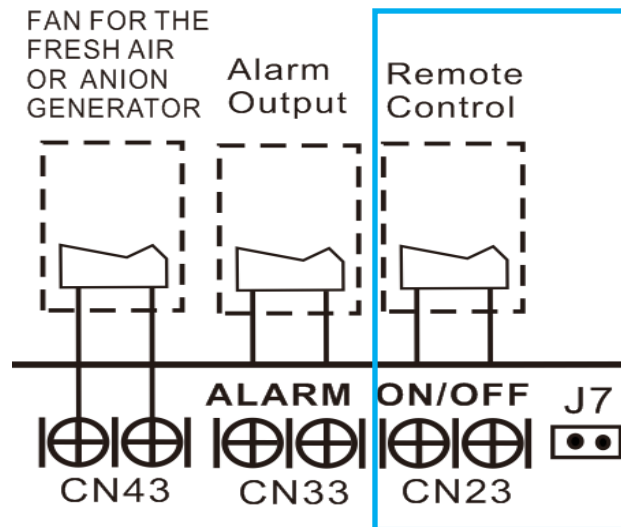 FAN FOR THE
FRESH AIR
OR ANION
GENERATOR
Alarm
Output
Remote
Control
ALARM
ON/OFF
J7
CN43
CN33
CN23